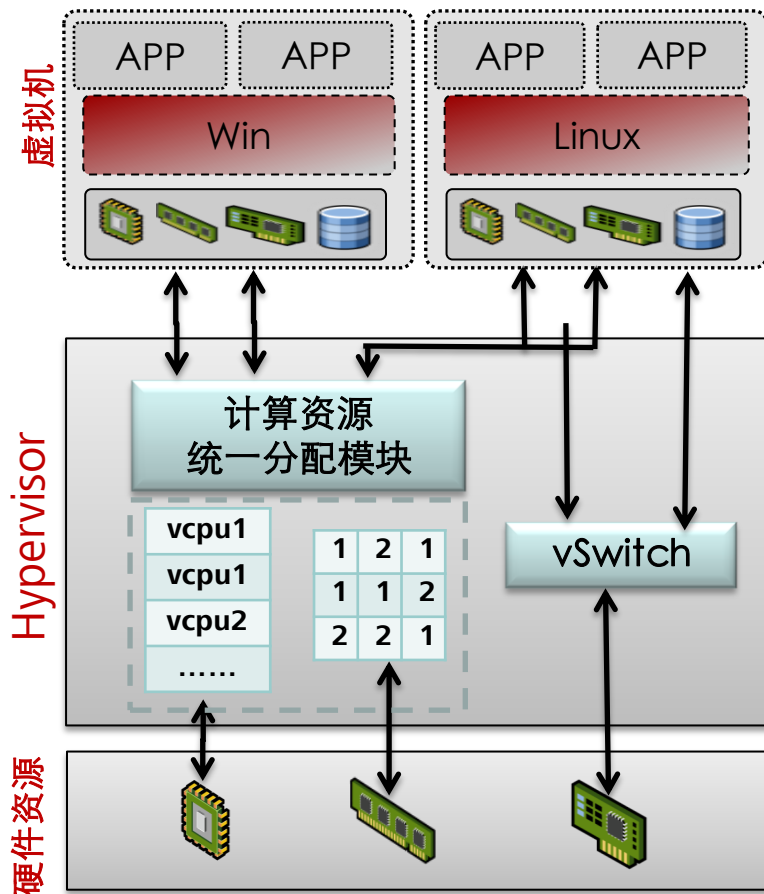 虚拟机
APP
APP
APP
APP
Win
Linux
Hypervisor
计算资源
统一分配模块
vcpu1
vcpu1
vcpu2
......
1 2 1
1 1 2
2 2 1
vSwitch
硬件资源